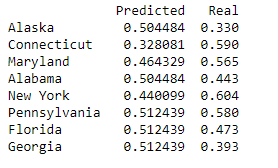 Predicted Real
Alaska 0.504484 0.330
Connecticut 0.328081 0.590
Maryland 0.464329 0.565
Alabama 0.504484 0.443
New York 0.440099 0.604
Pennsylvania 0.512439 0.580
Florida 0.512439 0.473
Georgia 0.512439 0.393